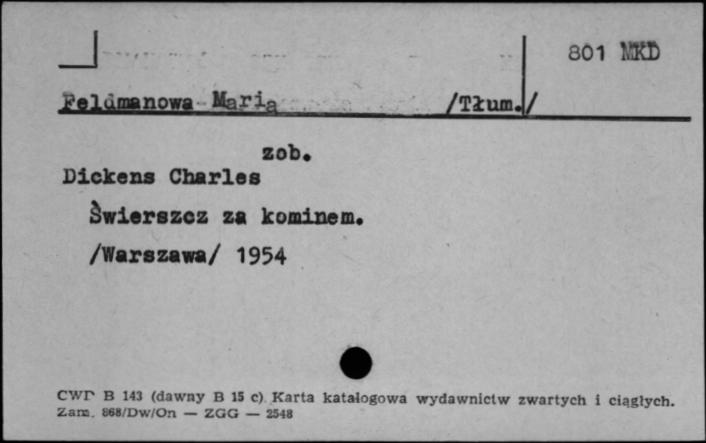 801 MKD
Feldmanowa Maria /Tłum./
zob.
Dickens Charles
Świerszcz za kominem.
/Warszawa/ 1954
CWP B 143 (dawny B 15 c) Karta katalogowa wydawnictw zwartych i ciągłych.
Zam. 868/Dw/On — ZGG — 2548